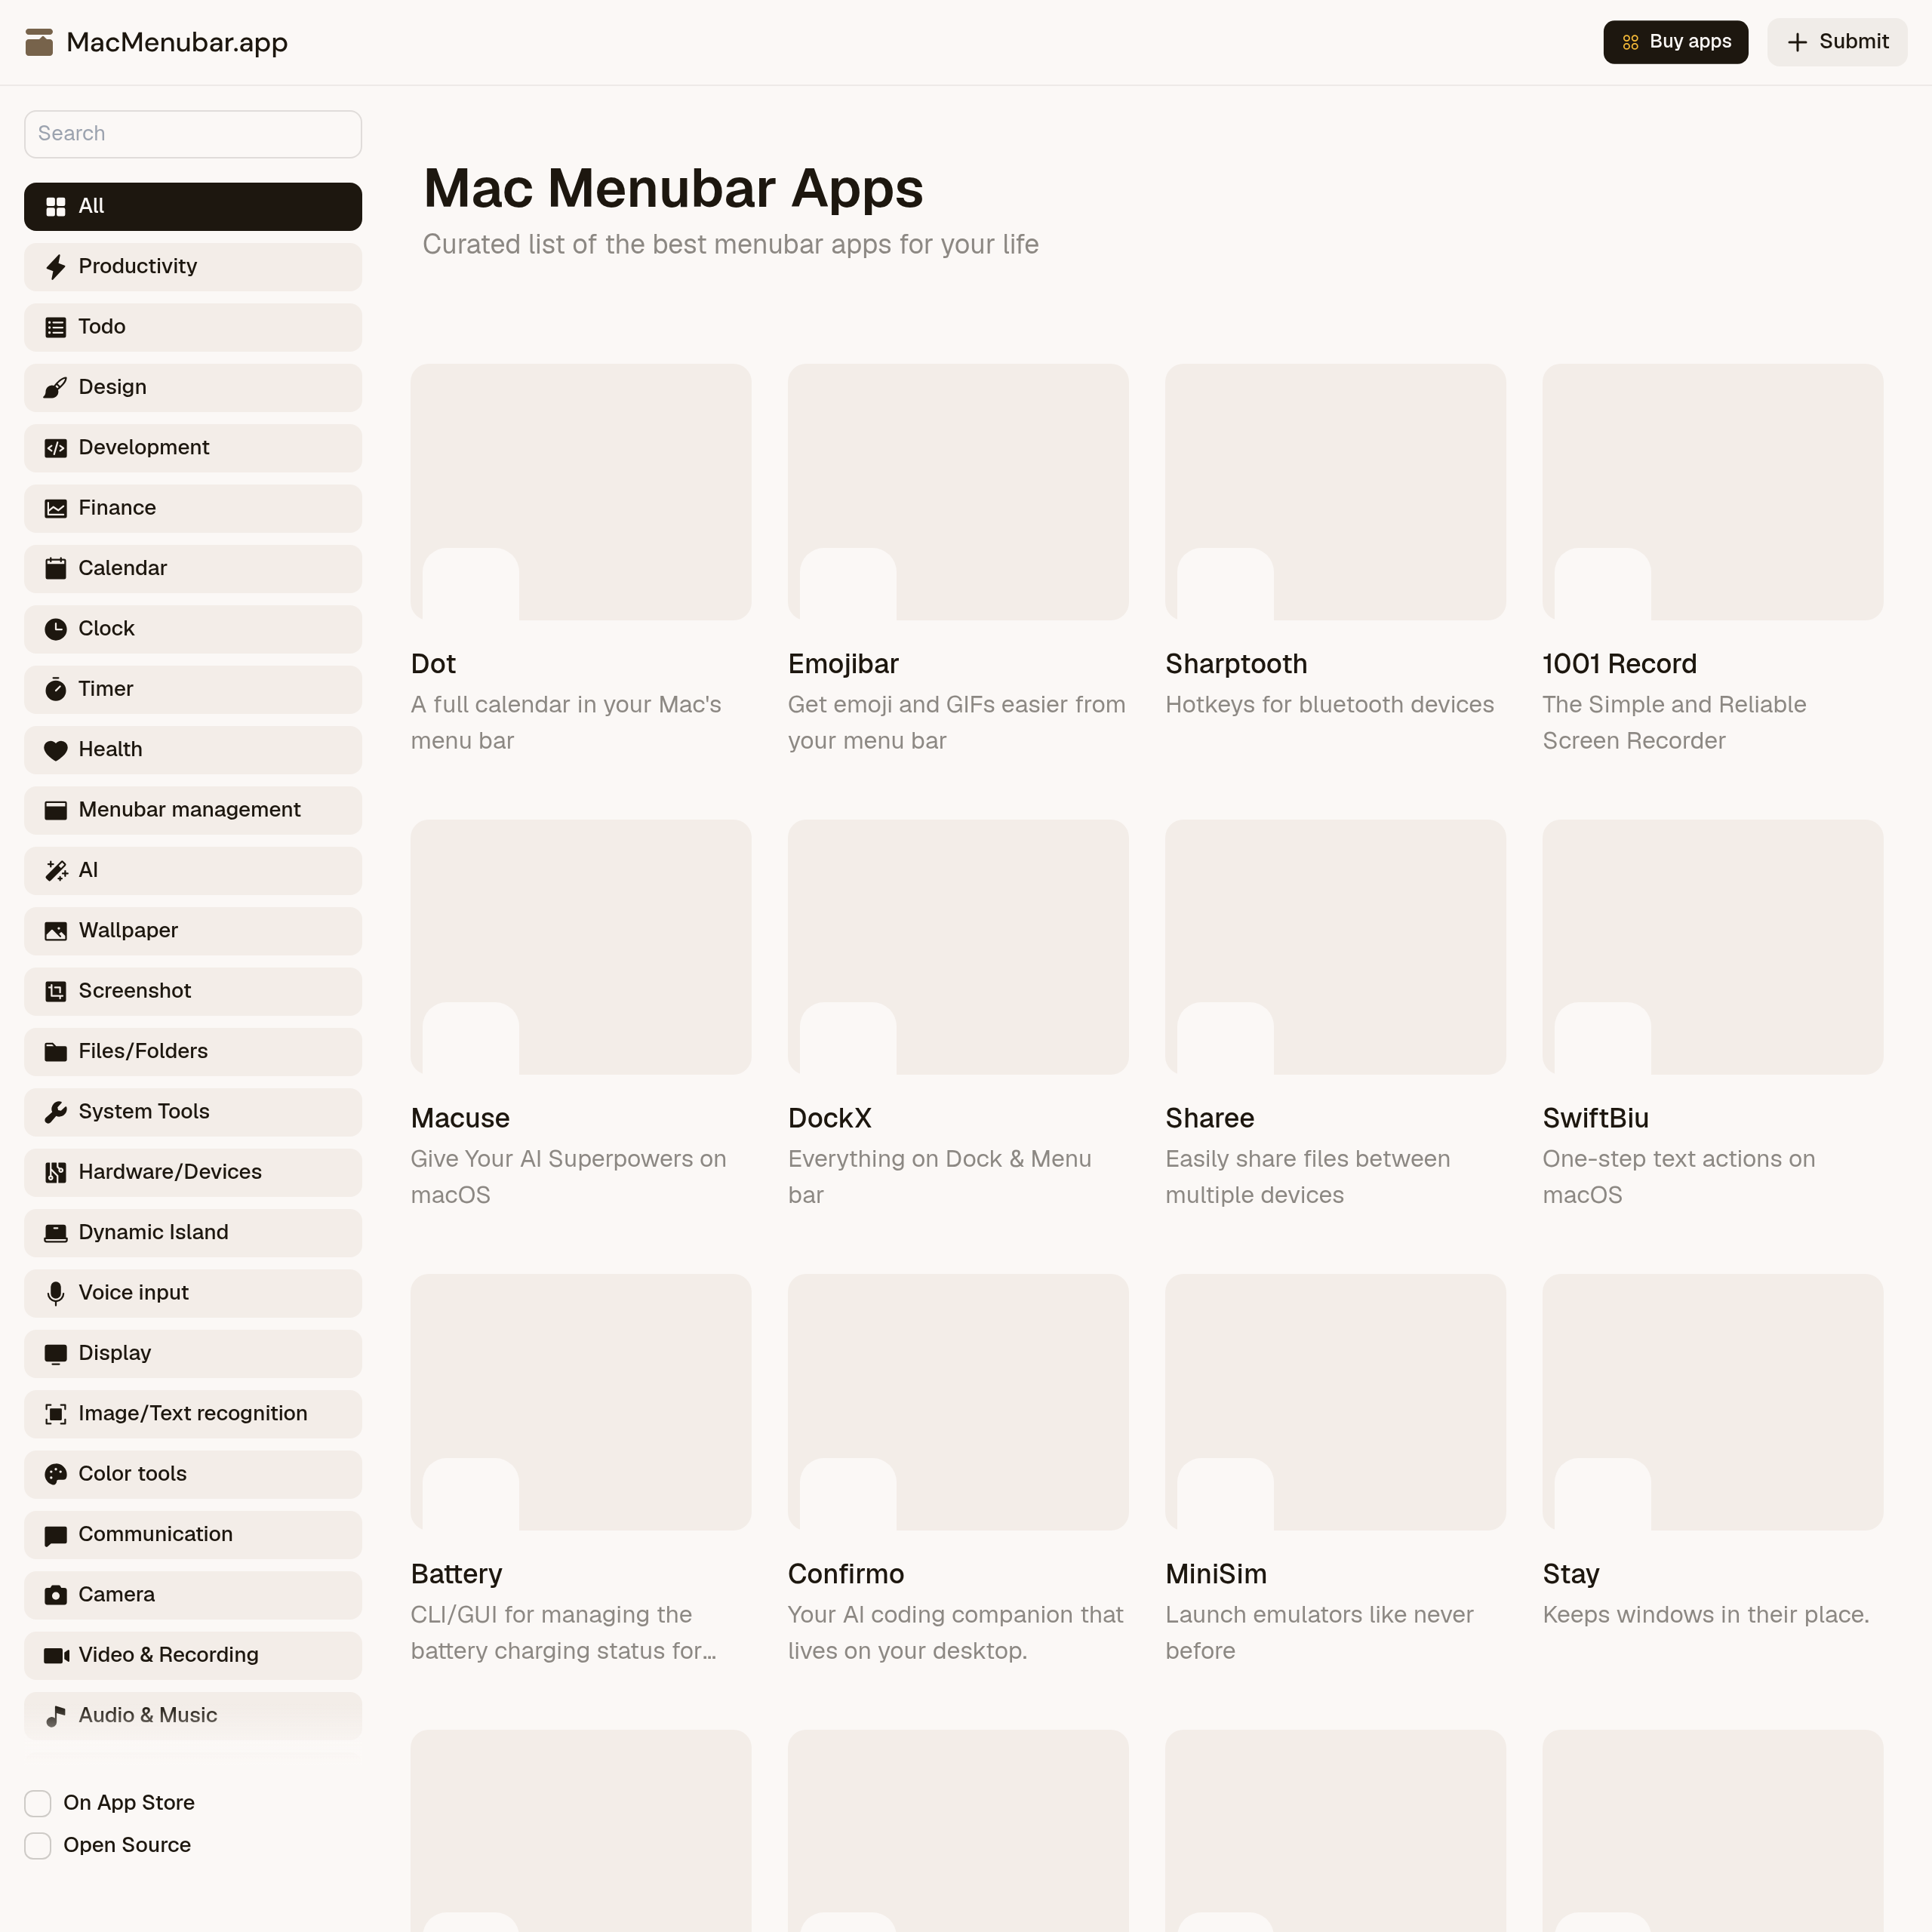 MacMenubar.app
Buy apps
Submit
Search
All
Productivity
Todo
Design
Development
Finance
Calendar
Clock
Timer
Health
Menubar management
AI
Wallpaper
Screenshot
Files/Folders
System Tools
Hardware/Devices
Dynamic Island
Voice input
Display
Image/Text recognition
Color tools
Communication
Camera
Video & Recording
Audio & Music
On App Store
Open Source
Mac Menubar Apps
Curated list of the best menubar apps for your life
Dot
A full calendar in your Mac's
menu bar
Emojibar
Get emoji and GIFs easier from
your menu bar
Sharptooth
Hotkeys for bluetooth devices
1001 Record
The Simple and Reliable
Screen Recorder
Macuse
Give Your AI Superpowers on
macOS
DockX
Everything on Dock & Menu
bar
Sharee
Easily share files between
multiple devices
SwiftBiu
One-step text actions on
macOS
Battery
CLI/GUI for managing the
battery charging status for...
Confirmo
Your AI coding companion that
lives on your desktop.
MiniSim
Launch emulators like never
before
Stay
Keeps windows in their place.